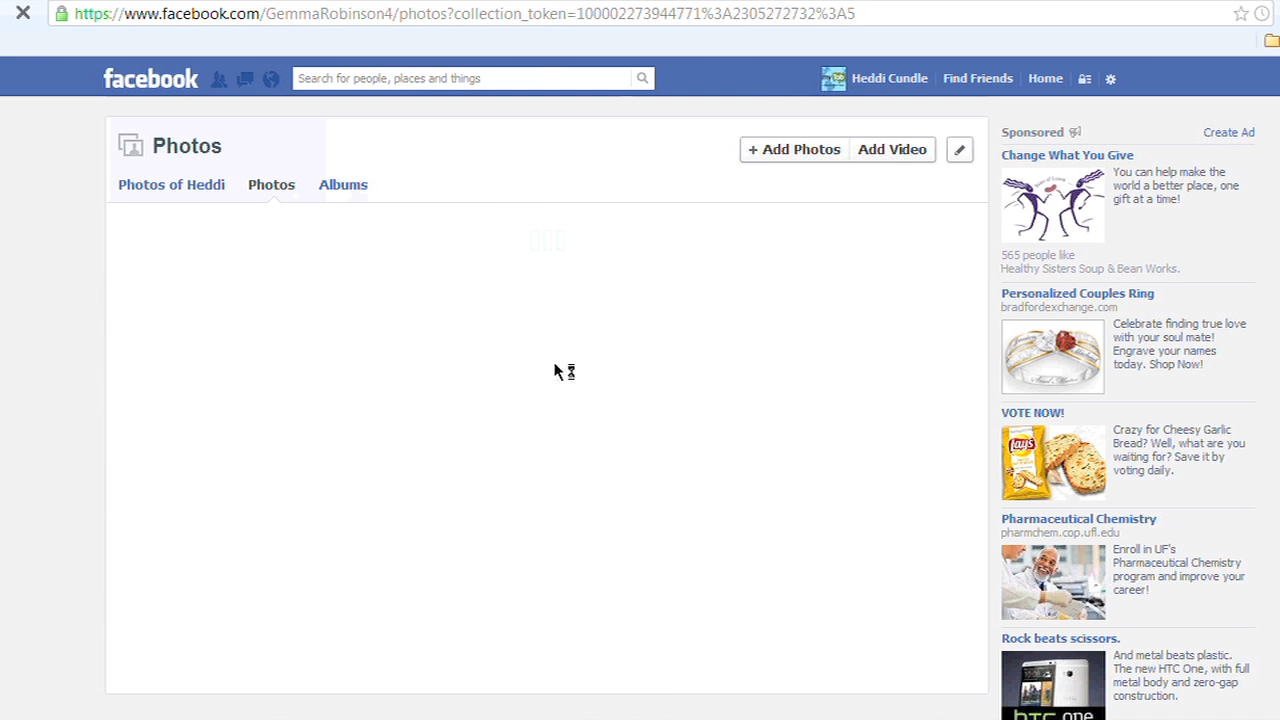 https://www.facebook.com/GemmaRobinson4/photos?collection_token=100002273944771%3A2305272732%3A5
facebook
Search for people, places and things
Heddi Cundle
Find Friends
Home
Photos
+ Add Photos
Add Video
Photos of Heddi
Photos
Albums
Sponsored
Create Ad
Change What You Give
You can help make the
world a better place, one
gift at a time!
565 people like
Healthy Sisters Soup & Bean Works.
Personalized Couples Ring
bradfordexchange.com
Celebrate finding true love
with your soul mate!
Engrave your names
today. Shop Now!
VOTE NOW!
Lay's
Crazy for Cheesy Garlic
Bread? Well, what are you
waiting for? Save it by
voting daily.
Pharmaceutical Chemistry
pharmchem.cop.ufl.edu
Enroll in UF's
Pharmaceutical Chemistry
program and improve your
career!
Rock beats scissors.
And metal beats plastic.
The new HTC One, with full
metal body and zero-gap
construction.
htc one